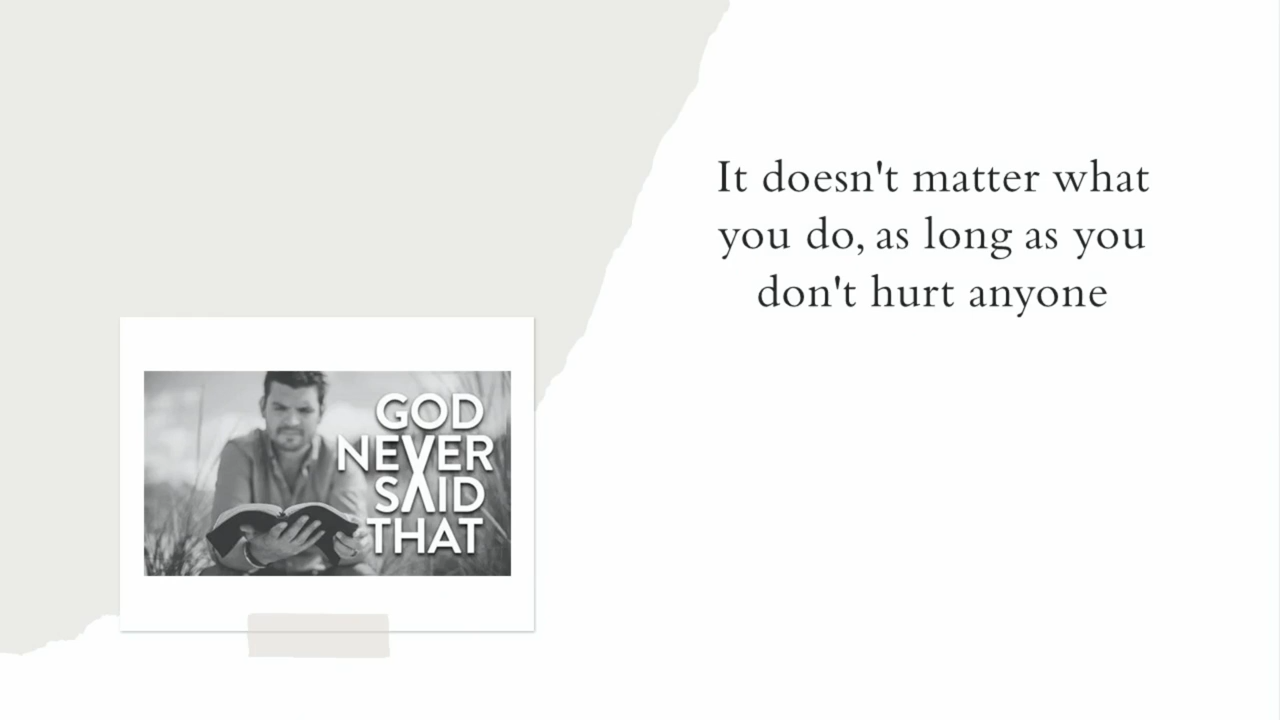 It doesn't matter what
you do, as long as you
don't hurt anyone
GOD
NEVER
SAID
THAT